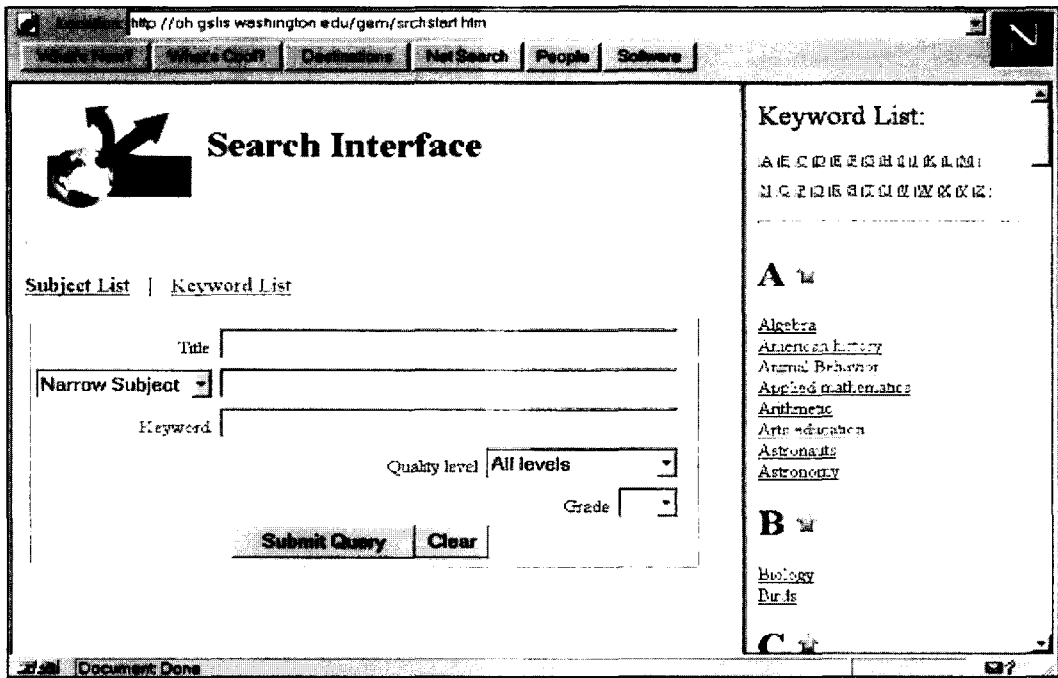 http //oh gslis washington edu/gem/srchstart htm
What's New? What's Cool? Destinations Net Search People Software
Search Interface
Subject List | Keyword List
Title
Narrow Subject
Keyword
Quality level All levels
Grade
Submit Query Clear
Keyword List:
A
Algebra
American history
Animal Behavior
Applied mathematics
Arithmetic
Arts education
Astronauts
Astronomy
B
Biology
Birds
C
Document Done